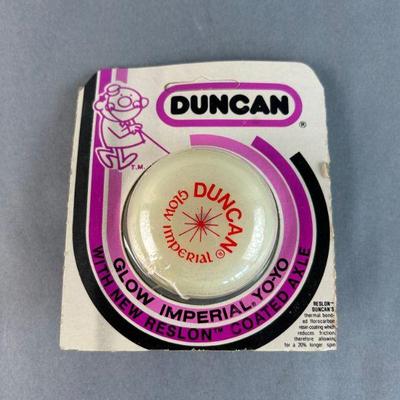 DUNCAN
®
T.M.
glow DUNCAN
imperial ®
GLOW IMPERIAL® YO-YO
WITH NEW RESLON™ COATED AXLE
RESLON™
DUNCAN'S
thermal bond-
ed florocarbon
resin coating which
reduces friction,
therefore allowing
for a 20% longer spin